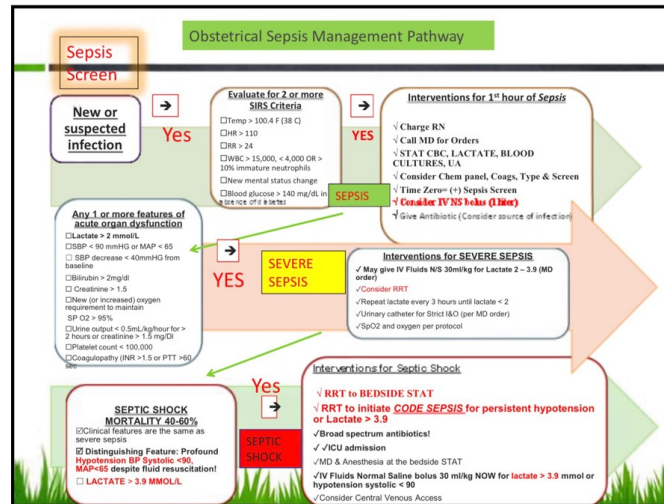 Obstetrical Sepsis Management Pathway
Sepsis
Screen
New or
suspected
infection
→
Yes
Evaluate for 2 or more
SIRS Criteria
☐Temp > 100.4 F (38 C)
☐HR > 110
☐RR > 24
☐WBC > 15,000, < 4,000 OR >
10% immature neutrophils
☐New mental status change
☐Blood glucose > 140 mg/dL in
absence of diabetes
→
YES
SEPSIS
Interventions for 1st hour of Sepsis
√ Charge RN
√ Call MD for Orders
√ STAT CBC, LACTATE, BLOOD
CULTURES, UA
√ Consider Chem panel, Coags, Type & Screen
√ Time Zero= (+) Sepsis Screen
√ Consider IV NS bolus (1 liter)
√ Give Antibiotic (Consider source of infection)
Any 1 or more features of
acute organ dysfunction
☐Lactate > 2 mmol/L
☐SBP < 90 mmHG or MAP < 65
☐ SBP decrease < 40mmHG from
baseline
☐Bilirubin > 2mg/dl
☐ Creatinine > 1.5
☐New (or increased) oxygen
requirement to maintain
SP O2 > 95%
☐Urine output < 0.5mL/kg/hour for >
2 hours or creatinine > 1.5 mg/Dl
☐Platelet count < 100,000
☐Coagulopathy (INR >1.5 or PTT >60
sec
→
YES
SEVERE
SEPSIS
Interventions for SEVERE SEPSIS
✓ May give IV Fluids N/S 30ml/kg for Lactate 2 – 3.9 (MD
order)
✓Consider RRT
✓Repeat lactate every 3 hours until lactate < 2
✓Urinary catheter for Strict I&O (per MD order)
✓SpO2 and oxygen per protocol
SEPTIC SHOCK
MORTALITY 40-60%
☑Clinical features are the same as
severe sepsis
☑ Distinguishing Feature: Profound
Hypotension BP Systolic <90,
MAP<65 despite fluid resuscitation!
☐ LACTATE > 3.9 MMOL/L
Yes
→
SEPTIC
SHOCK
Interventions for Septic Shock
√ RRT to BEDSIDE STAT
√ RRT to initiate CODE SEPSIS for persistent hypotension
or Lactate > 3.9
✓Broad spectrum antibiotics!
✓ ✓ICU admission
✓MD & Anesthesia at the bedside STAT
✓IV Fluids Normal Saline bolus 30 ml/kg NOW for lactate > 3.9 mmol or
hypotension systolic < 90
✓Consider Central Venous Access